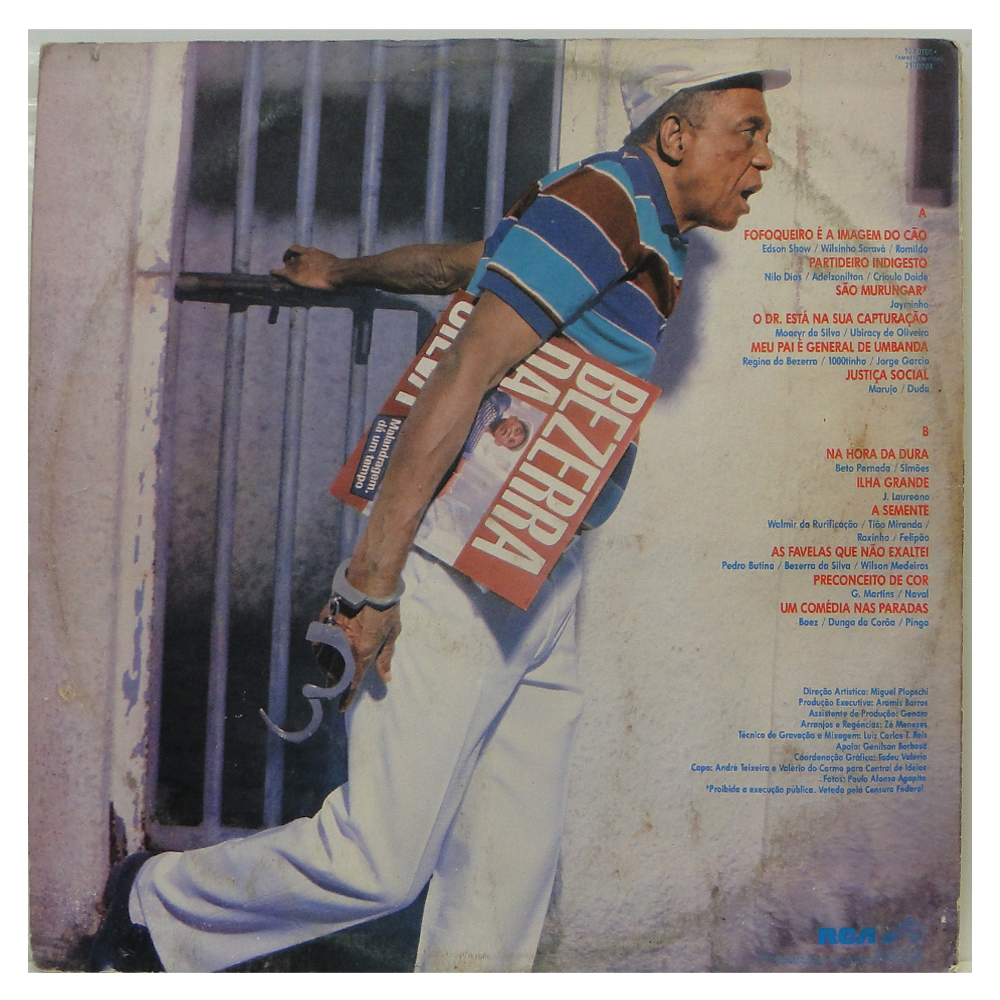 A
FOFOQUEIRO É A IMAGEM DO CÃO
Edson Show / Wilsinho Saravá / Romildo
PARTIDEIRO INDIGESTO
Nilo Dias / Adelzonilton / Crioulo Doido
SÃO MURUNGAR*
Jayminho
O DR. ESTÁ NA SUA CAPTURAÇÃO
Moacyr da Silva / Ubiracy de Oliveira
MEU PAI É GENERAL DE UMBANDA
Regina do Bezerra / 1000tinho / Jorge Garcia
JUSTIÇA SOCIAL
Marujo / Duda
B
NA HORA DA DURA
Beto Pernada / Simões
ILHA GRANDE
J. Laureano
A SEMENTE
Walmir da Purificação / Tião Miranda /
Roxinho / Felipão
AS FAVELAS QUE NÃO EXALTEI
Pedro Butina / Bezerra da Silva / Wilson Medeiros
PRECONCEITO DE COR
G. Martins / Naval
UM COMÉDIA NAS PARADAS
Baez / Dunga da Corôa / Pinga
Direção Artística: Miguel Plopschi
Produção Executiva: Aramis Barros
Assistente de Produção: Genaro
Arranjos e Regências: Zé Menezes
Técnico de Gravação e Mixagem: Luiz Carlos T. Reis
Apoio: Genilson Barbosa
Coordenação Gráfica: Tadeu Valério
Capa: André Teixeira e Valério do Carmo para Central de Idéias
Fotos: Paulo Afonso Agapito
*Proibida a execução pública. Vetada pela Censura Federal
BEZERRA
DA
Malandragem,
dá um tempo
RCA